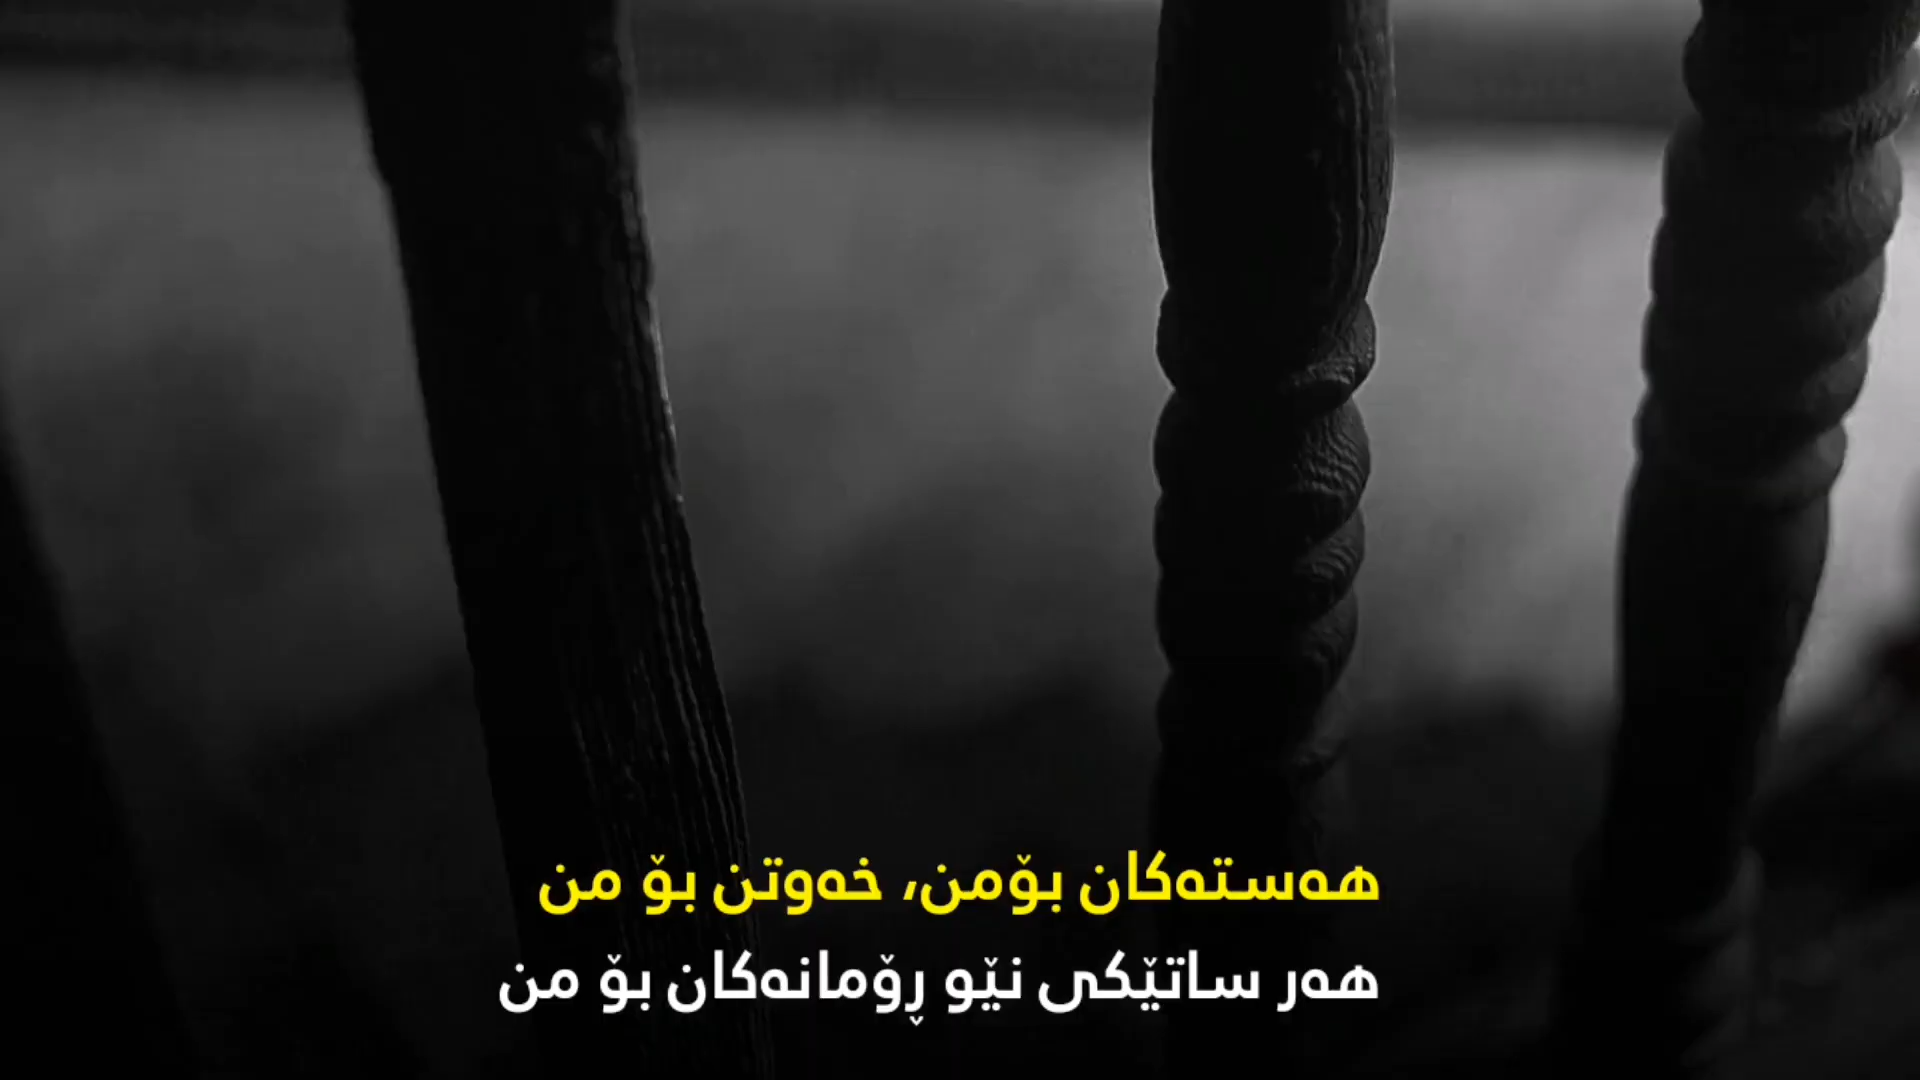 هەستەکان بۆمن، خەوتن بۆ من
هەر ساتێکی نێو ڕۆمانەکان بۆ من